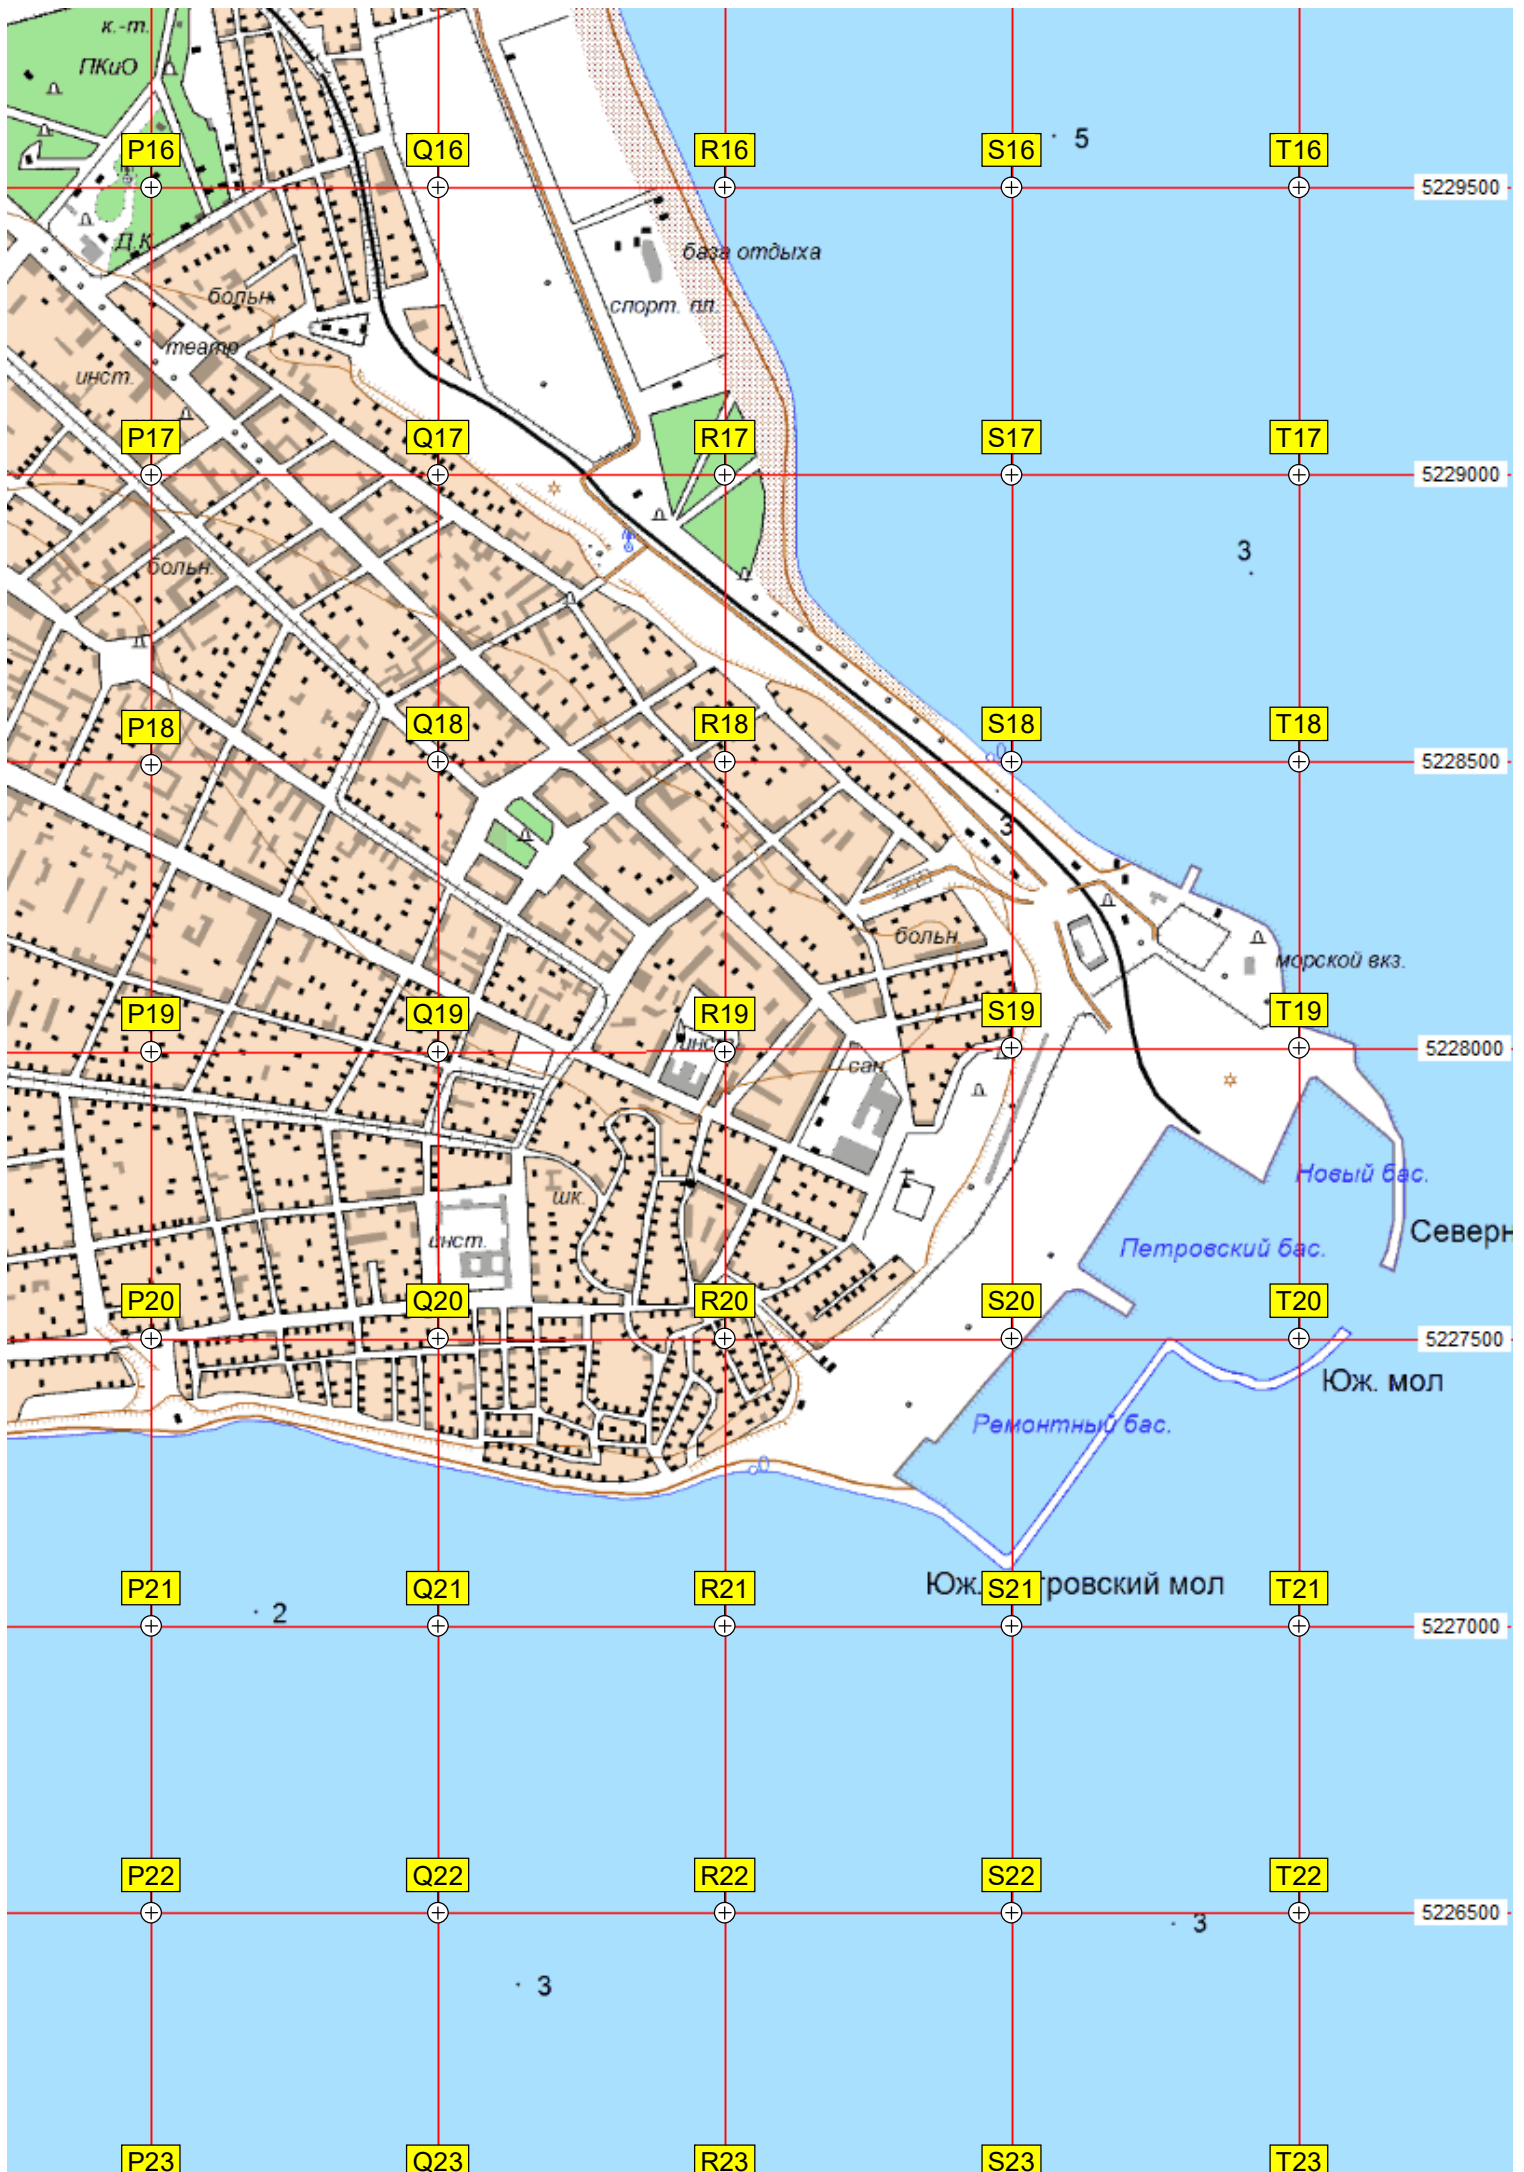 к.-т.
ПКиО
5
P16
Q16
R16
S16
T16
5229500
Д.К.
база отдыха
больн.
спорт. пл.
театр
инст.
P17
Q17
R17
S17
T17
5229000
3
больн.
P18
Q18
R18
S18
T18
5228500
3
больн.
морской вкз.
P19
Q19
R19
S19
T19
5228000
инст.
сан.
Новый бас.
шк.
Северн
инст.
Петровский бас.
P20
Q20
R20
S20
T20
5227500
Юж. мол
Ремонтный бас.
Юж. тровский мол
P21
Q21
R21
S21
T21
2
5227000
P22
Q22
R22
S22
T22
5226500
3
3
P23
Q23
R23
S23
T23